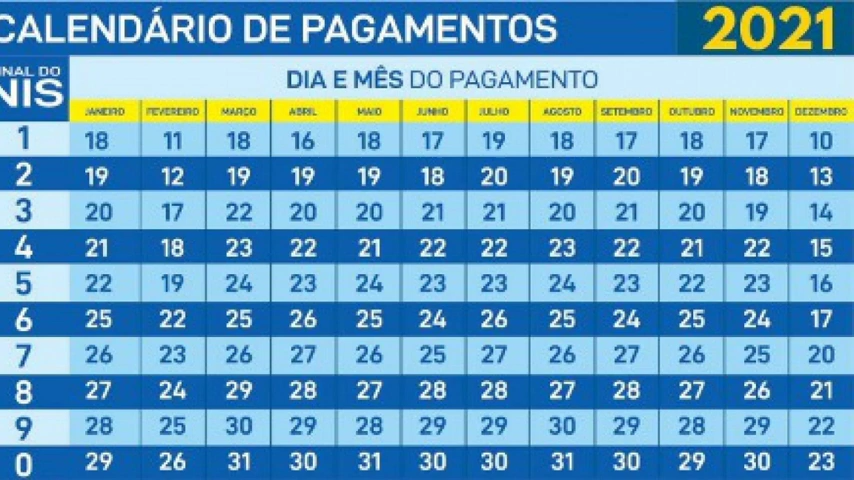 CALENDÁRIO DE PAGAMENTOS 2021
DIA E MÊS DO PAGAMENTO
NIS
JANEIRO FEVEREIRO MARÇO ABRIL MAIO JUNHO JULHO AGOSTO SETEMBRO OUTUBRO NOVEMBRO DEZEMBRO
1 18 11 18 16 18 17 19 18 17 18 17 10
2 19 12 19 19 19 18 20 19 20 19 18 13
3 20 17 22 20 20 21 21 20 21 20 19 14
4 21 18 23 22 21 22 22 23 22 21 22 15
5 22 19 24 23 24 23 23 24 23 22 23 16
6 25 22 25 26 25 24 26 25 24 25 24 17
7 26 23 26 27 26 25 27 26 27 26 25 20
8 27 24 29 28 27 28 28 27 28 27 26 21
9 28 25 30 29 28 29 29 30 29 28 29 22
0 29 26 31 30 31 30 30 31 30 29 30 23